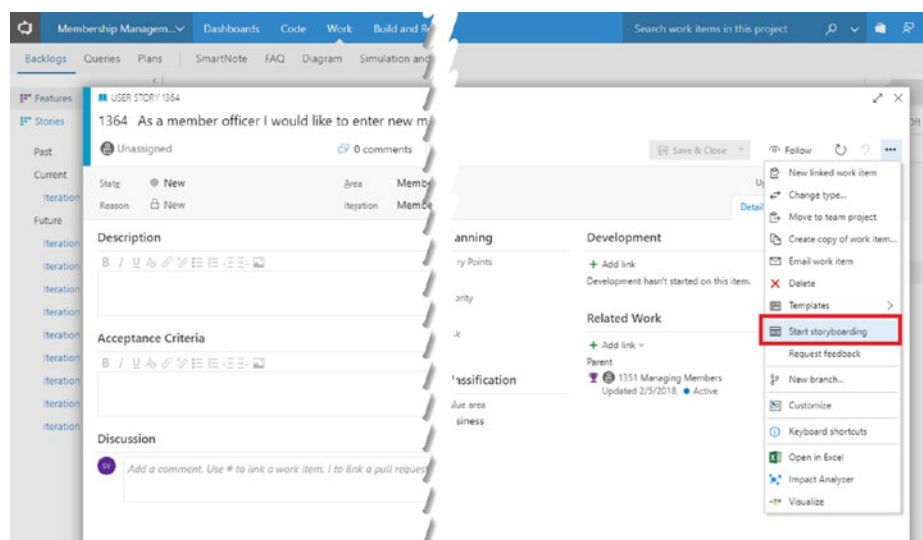 Membership Managem... Dashboards Code Work Build and Re Search work items in this project
Backlogs Queries Plans SmartNote FAQ Diagram Simulation and
Features
Stories
Past
Current
Iteration
Future
Iteration
Iteration
Iteration
Iteration
Iteration
Iteration
Iteration
Iteration
Iteration
USER STORY 1364
1364 As a member officer I would like to enter new m
Unassigned 0 comments Save & Close Follow
State New Area Membe
Reason New Iteration Membe
Detail
Description
B I U
Acceptance Criteria
B I U
Discussion
SV Add a comment. Use # to link a work item, ! to link a pull request
anning
ry Points
ority
k
lassification
lue area
siness
Development
+ Add link
Development hasn't started on this item.
Related Work
+ Add link
Parent
1351 Managing Members
Updated 2/5/2018, Active
New linked work item
Change type...
Move to team project
Create copy of work item...
Email work item
Delete
Templates
Start storyboarding
Request feedback
New branch...
Customize
Keyboard shortcuts
Open in Excel
Impact Analyzer
Visualize